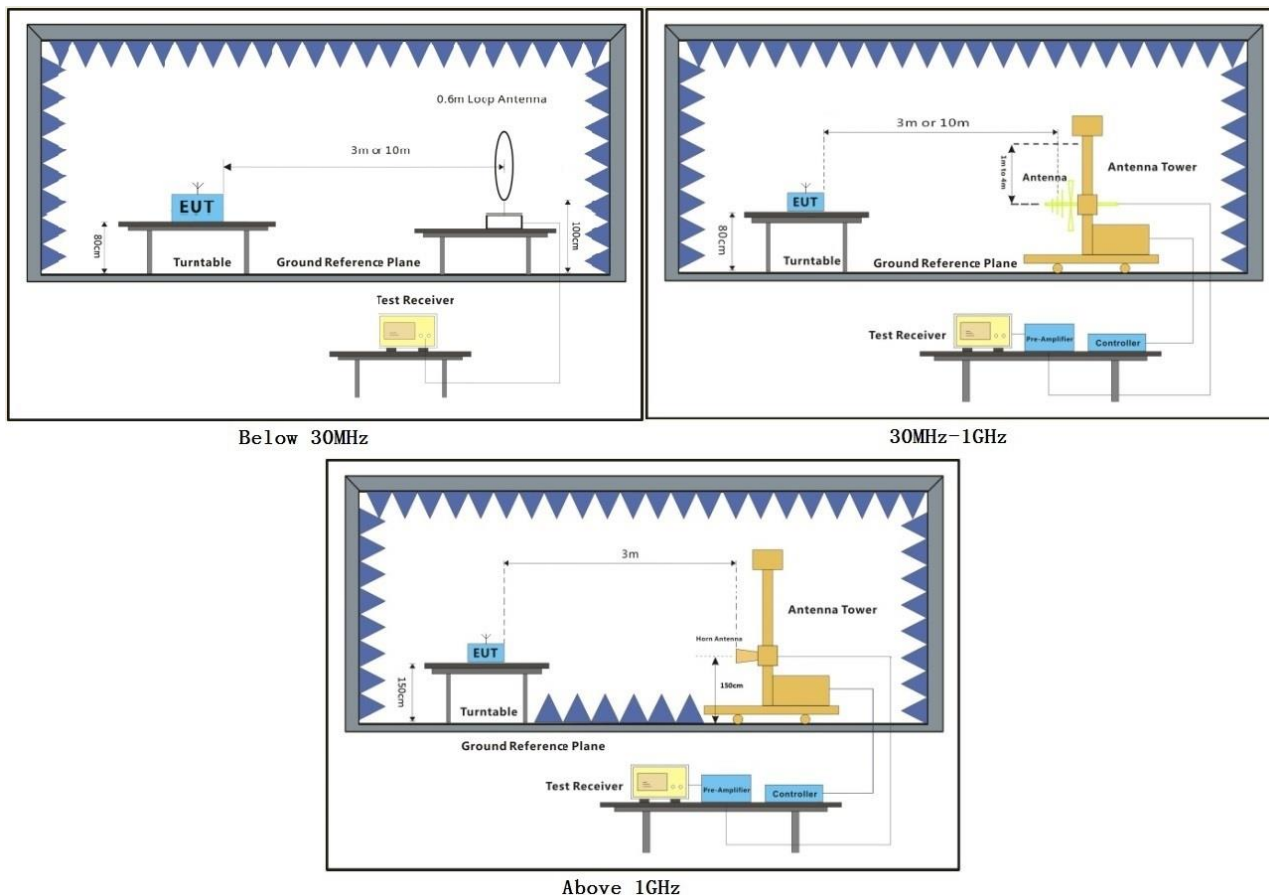 0.6m Loop Antenna
3m or 10m
EUT
80cm
100cm
Turntable
Ground Reference Plane
Test Receiver
Below 30MHz
3m or 10m
1m to 4m
Antenna
Antenna Tower
EUT
80cm
Turntable
Ground Reference Plane
Test Receiver
Pre-Amplifier
Controller
30MHz-1GHz
3m
Antenna Tower
Horn Antenna
EUT
150cm
150cm
Turntable
Ground Reference Plane
Test Receiver
Pre-Amplifier
Controller
Above 1GHz